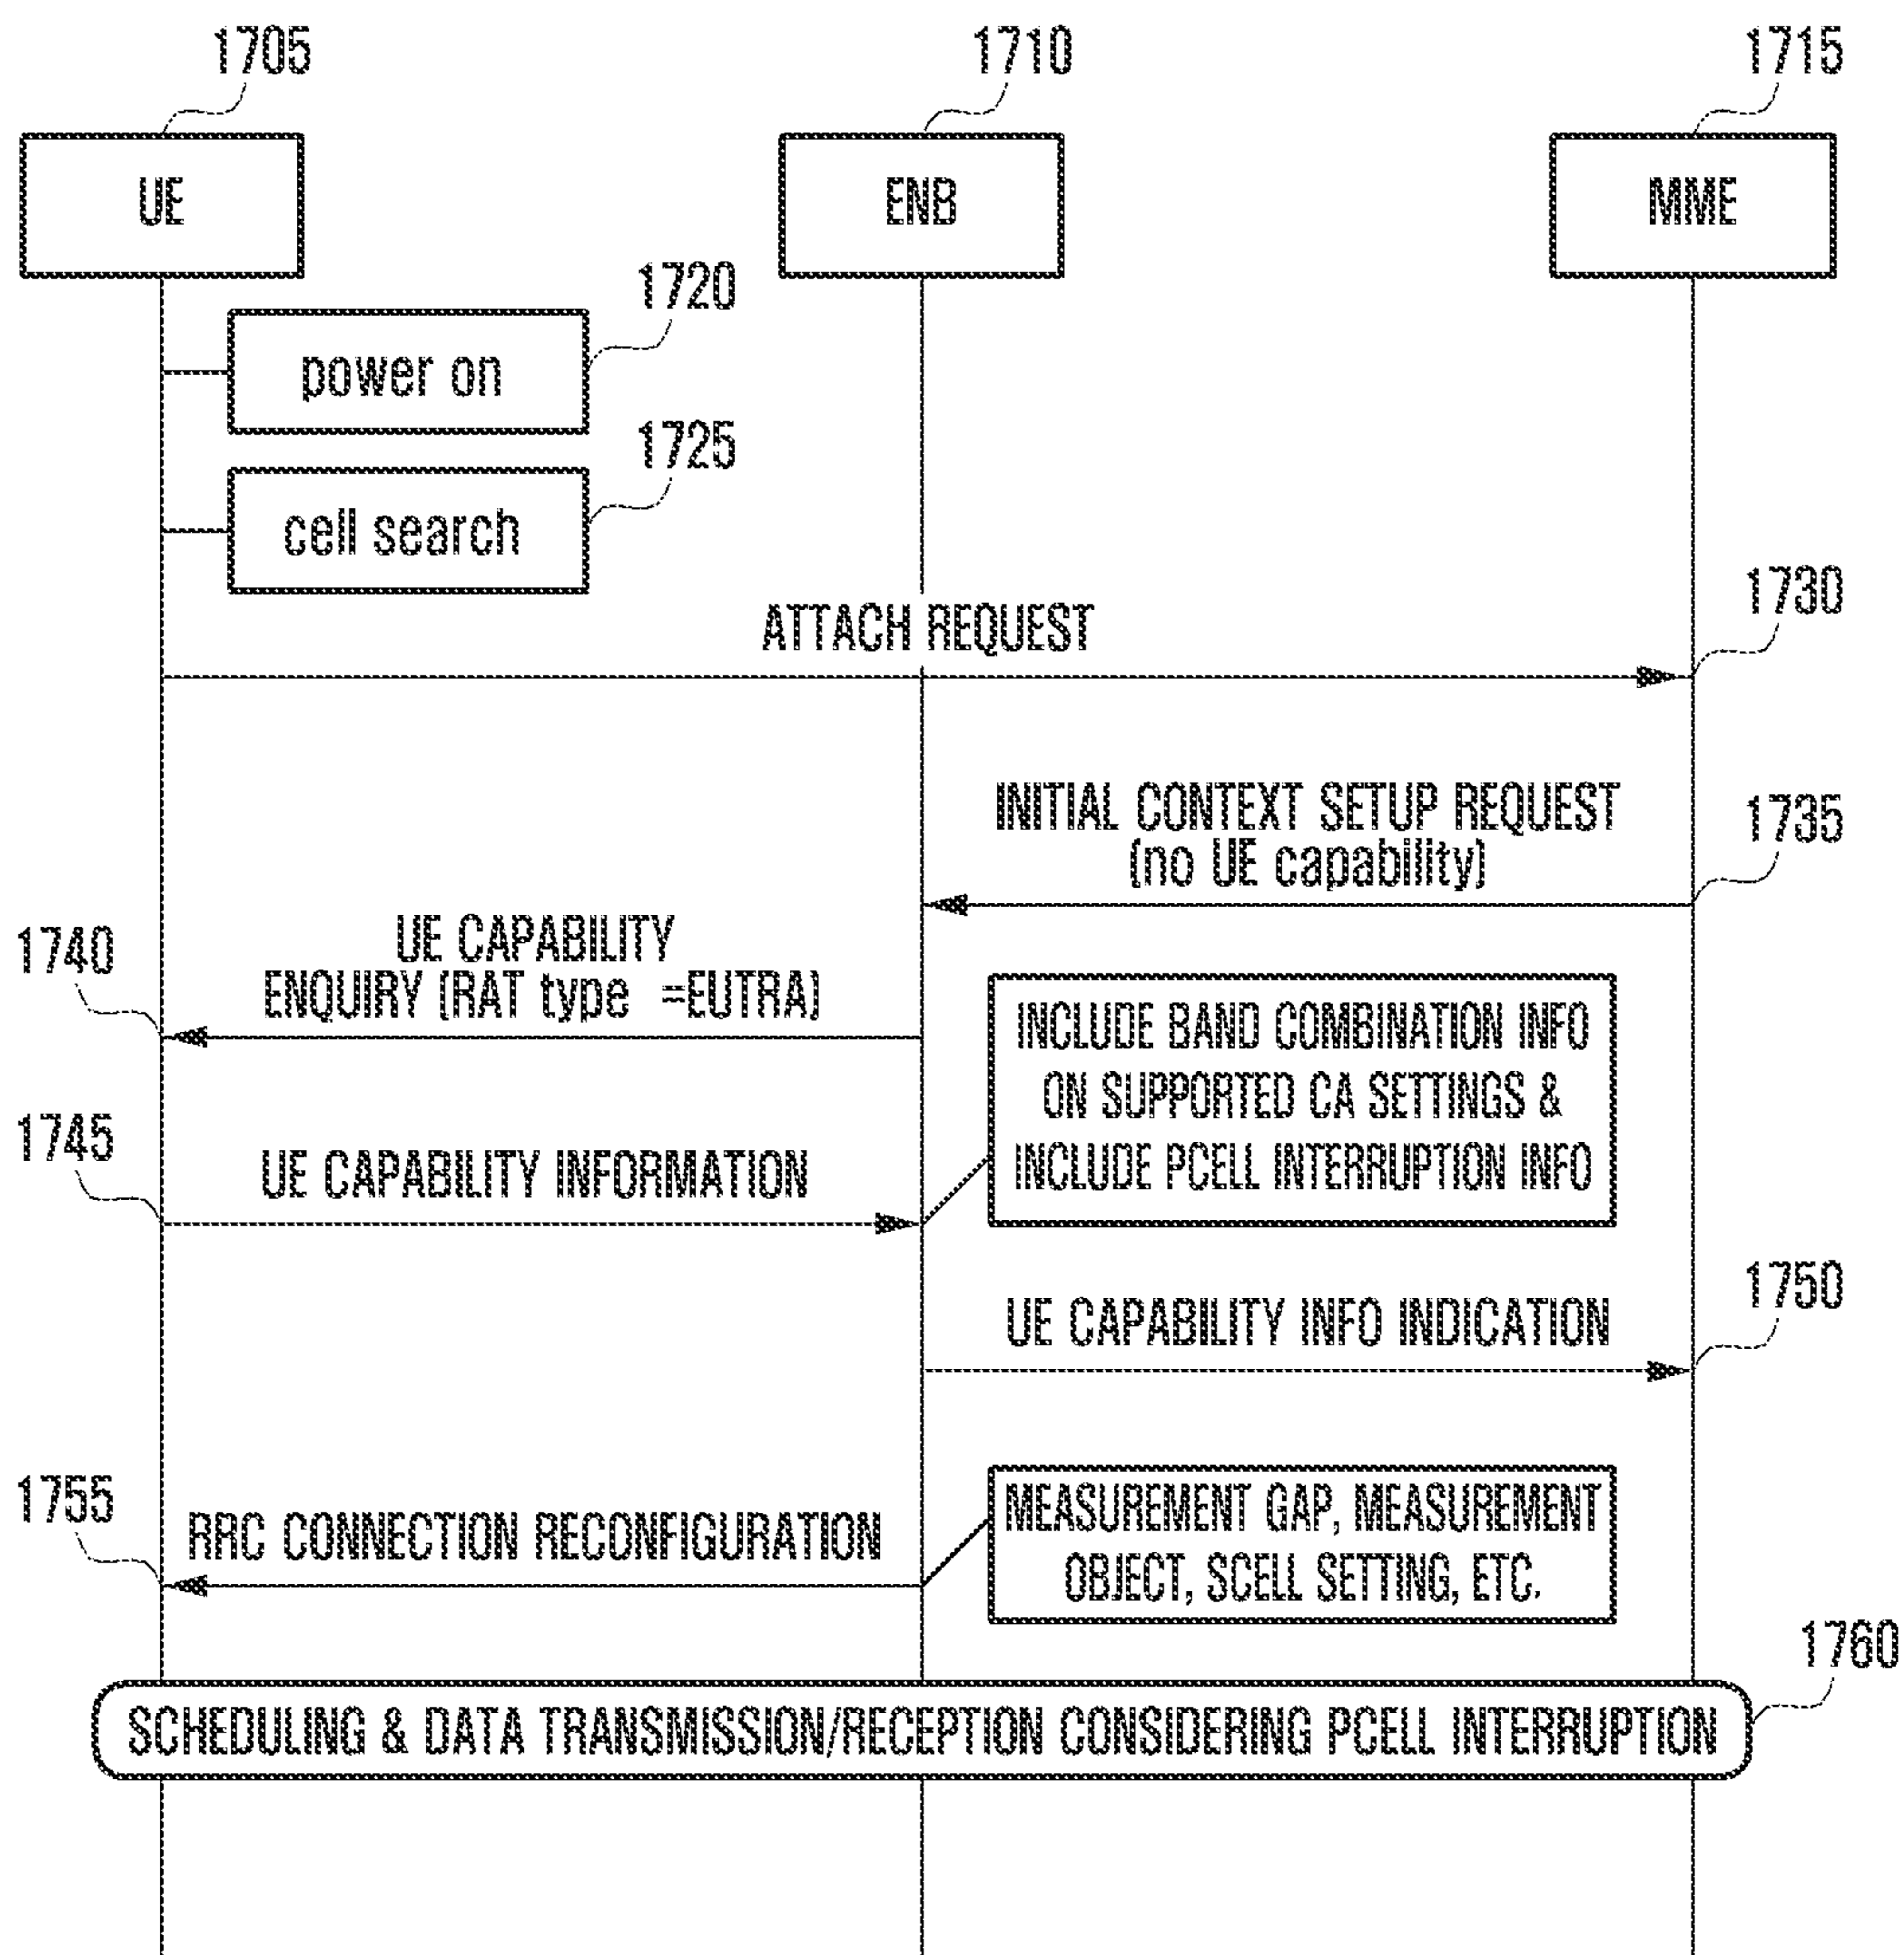 1705
1710
1715
UE
ENB
MME
1720
power on
1725
cell search
1730
ATTACH REQUEST
INITIAL CONTEXT SETUP REQUEST
(no UE capability)
1735
1740
UE CAPABILITY
ENQUIRY (RAT type =EUTRA)
INCLUDE BAND COMBINATION INFO
ON SUPPORTED CA SETTINGS &
INCLUDE PCELL INTERRUPTION INFO
1745
UE CAPABILITY INFORMATION
1750
UE CAPABILITY INFO INDICATION
1755
RRC CONNECTION RECONFIGURATION
MEASUREMENT GAP, MEASUREMENT
OBJECT, SCELL SETTING, ETC.
1760
SCHEDULING & DATA TRANSMISSION/RECEPTION CONSIDERING PCELL INTERRUPTION